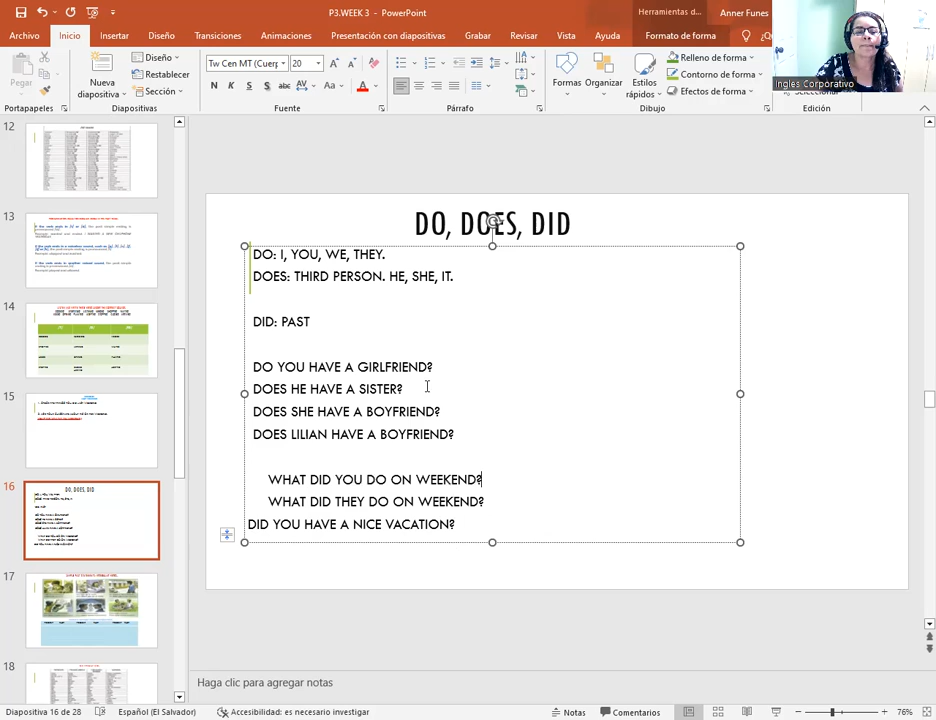 P3.WEEK 3 - PowerPoint
Herramientas d...
Anner Funes
Archivo
Inicio
Insertar
Diseño
Transiciones
Animaciones
Presentación con diapositivas
Grabar
Revisar
Vista
Ayuda
Formato de forma
¿Qu
Pegar
Nueva diapositiva
Diseño
Restablecer
Sección
Tw Cen MT (Cuerp
20
N K S S abc AV Aa A
Formas
Organizar
Estilos rápidos
Relleno de forma
Contorno de forma
Efectos de forma
Ingles Corporativo
Portapapeles
Diapositivas
Fuente
Párrafo
Dibujo
Edición
12
13
14
15
16
17
18
DO, DOES, DID
DO: I, YOU, WE, THEY.
DOES: THIRD PERSON. HE, SHE, IT.
DID: PAST
DO YOU HAVE A GIRLFRIEND?
DOES HE HAVE A SISTER?
DOES SHE HAVE A BOYFRIEND?
DOES LILIAN HAVE A BOYFRIEND?
WHAT DID YOU DO ON WEEKEND?
WHAT DID THEY DO ON WEEKEND?
DID YOU HAVE A NICE VACATION?
Haga clic para agregar notas
Diapositiva 16 de 28
Español (El Salvador)
Accesibilidad: es necesario investigar
Notas
Comentarios
76%